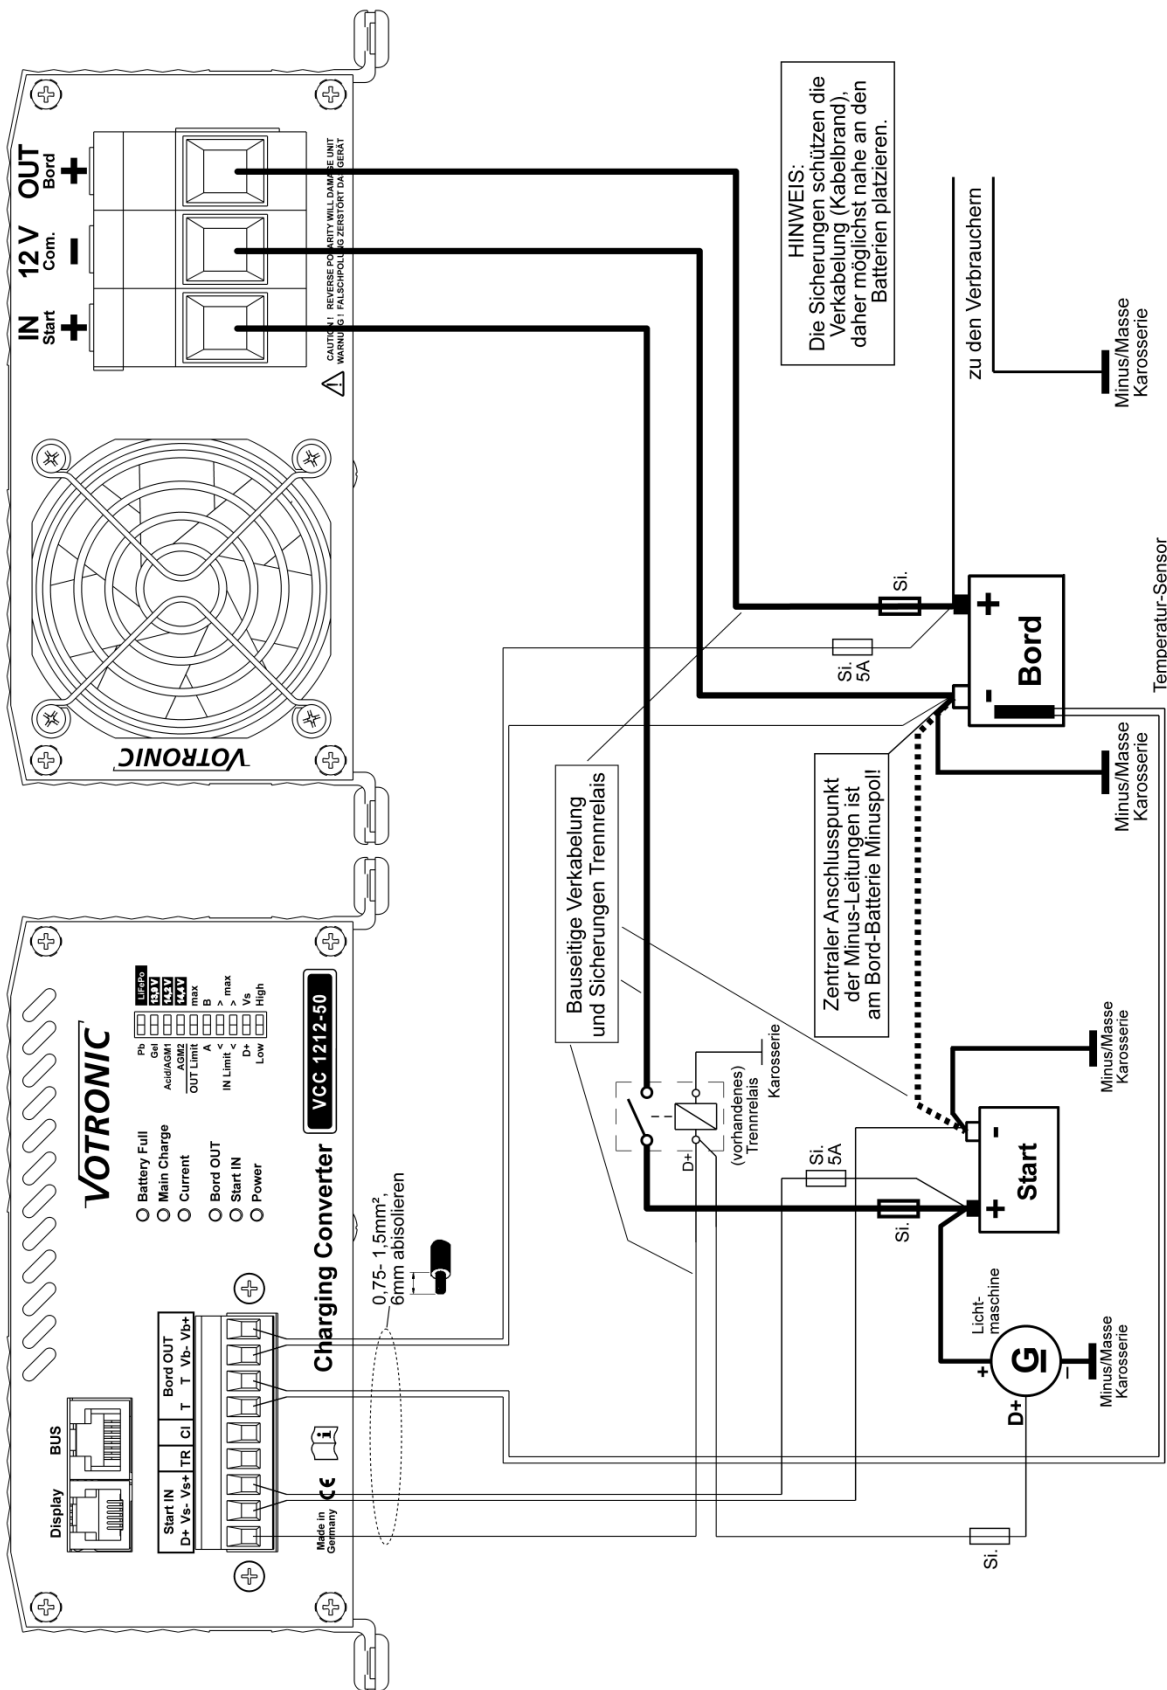 OUT
Bord
+
12 V
Com.
-
IN
Start
+
CAUTION ! REVERSE POLARITY WILL DAMAGE UNIT
WARNUNG ! FALSCHPOLUNG ZERSTÖRT DAS GERÄT
VOTRONIC
HINWEIS:
Die Sicherungen schützen die
Verkabelung (Kabelbrand),
daher möglichst nahe an den
Batterien platzieren.
zu den Verbrauchern
Minus/Masse
Karosserie
Si.
Si.
5A
+
-
Bord
Temperatur-Sensor
Minus/Masse
Karosserie
Bauseitige Verkabelung
und Sicherungen Trennrelais
Zentraler Anschlusspunkt
der Minus-Leitungen ist
am Bord-Batterie Minuspol!
VOTRONIC
Pb
LiFePo
Gel
Acid/AGM1
14,2 V
AGM2
14,4 V
OUT Limit
max
A
B
IN Limit <
>
<
> max
D+
Vs
Low
High
VCC 1212-50
Charging Converter
Battery Full
Main Charge
Current
Bord OUT
Start IN
Power
Display
BUS
Start IN
D+ Vs- Vs+
TR
CI
Bord OUT
T T Vb- Vb+
Made in
Germany
CE
i
0,75- 1,5mm²,
6mm abisolieren
D+
(vorhandenes)
Trennrelais
Karosserie
Minus/Masse
Karosserie
Si.
5A
Si.
-
+
Start
Licht-
maschine
+
G
-
D+
Minus/Masse
Karosserie
Si.